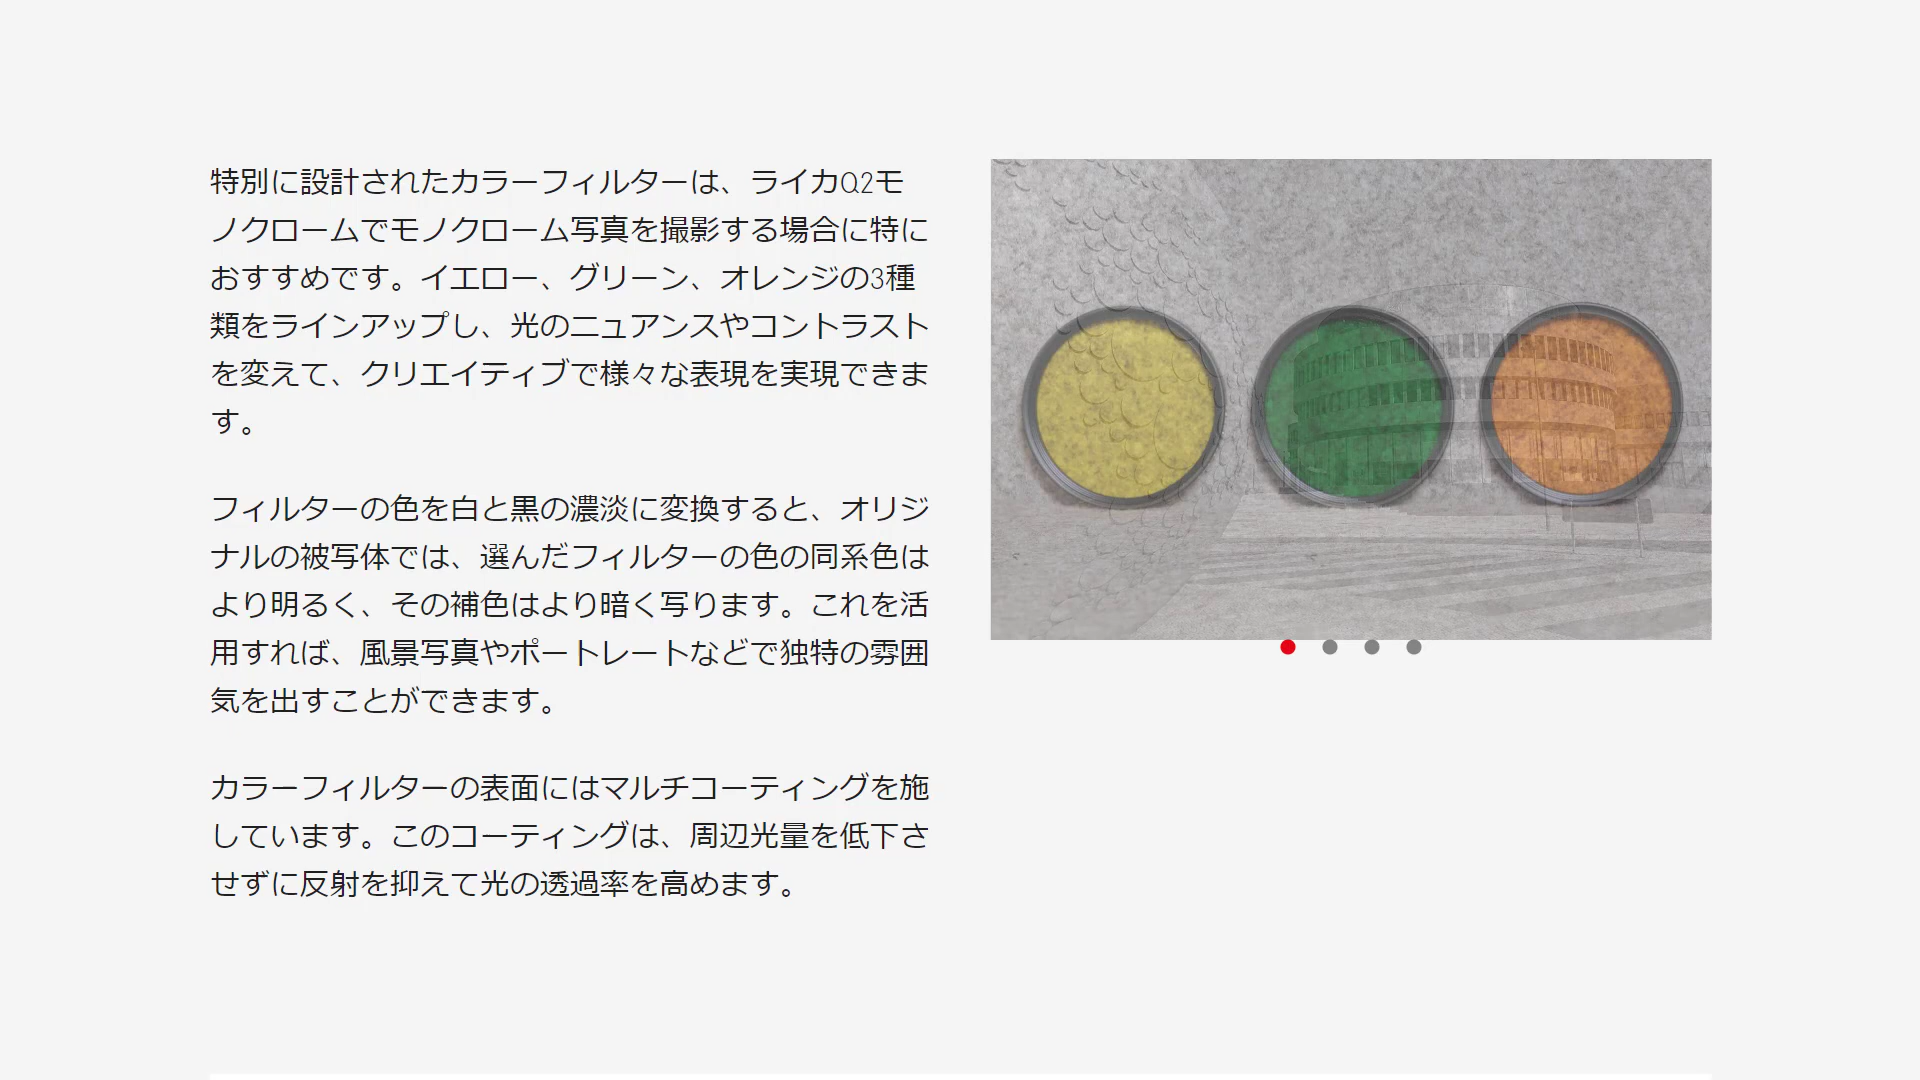 特別に設計されたカラーフィルターは、ライカQ2モ
ノクロームでモノクローム写真を撮影する場合に特に
おすすめです。イエロー、グリーン、オレンジの3種
類をラインアップし、光のニュアンスやコントラスト
を変えて、クリエイティブで様々な表現を実現できま
す。
フィルターの色を白と黒の濃淡に変換すると、オリジ
ナルの被写体では、選んだフィルターの色の同系色は
より明るく、その補色はより暗く写ります。これを活
用すれば、風景写真やポートレートなどで独特の雰囲
気を出すことができます。
カラーフィルターの表面にはマルチコーティングを施
しています。このコーティングは、周辺光量を低下さ
せずに反射を抑えて光の透過率を高めます。